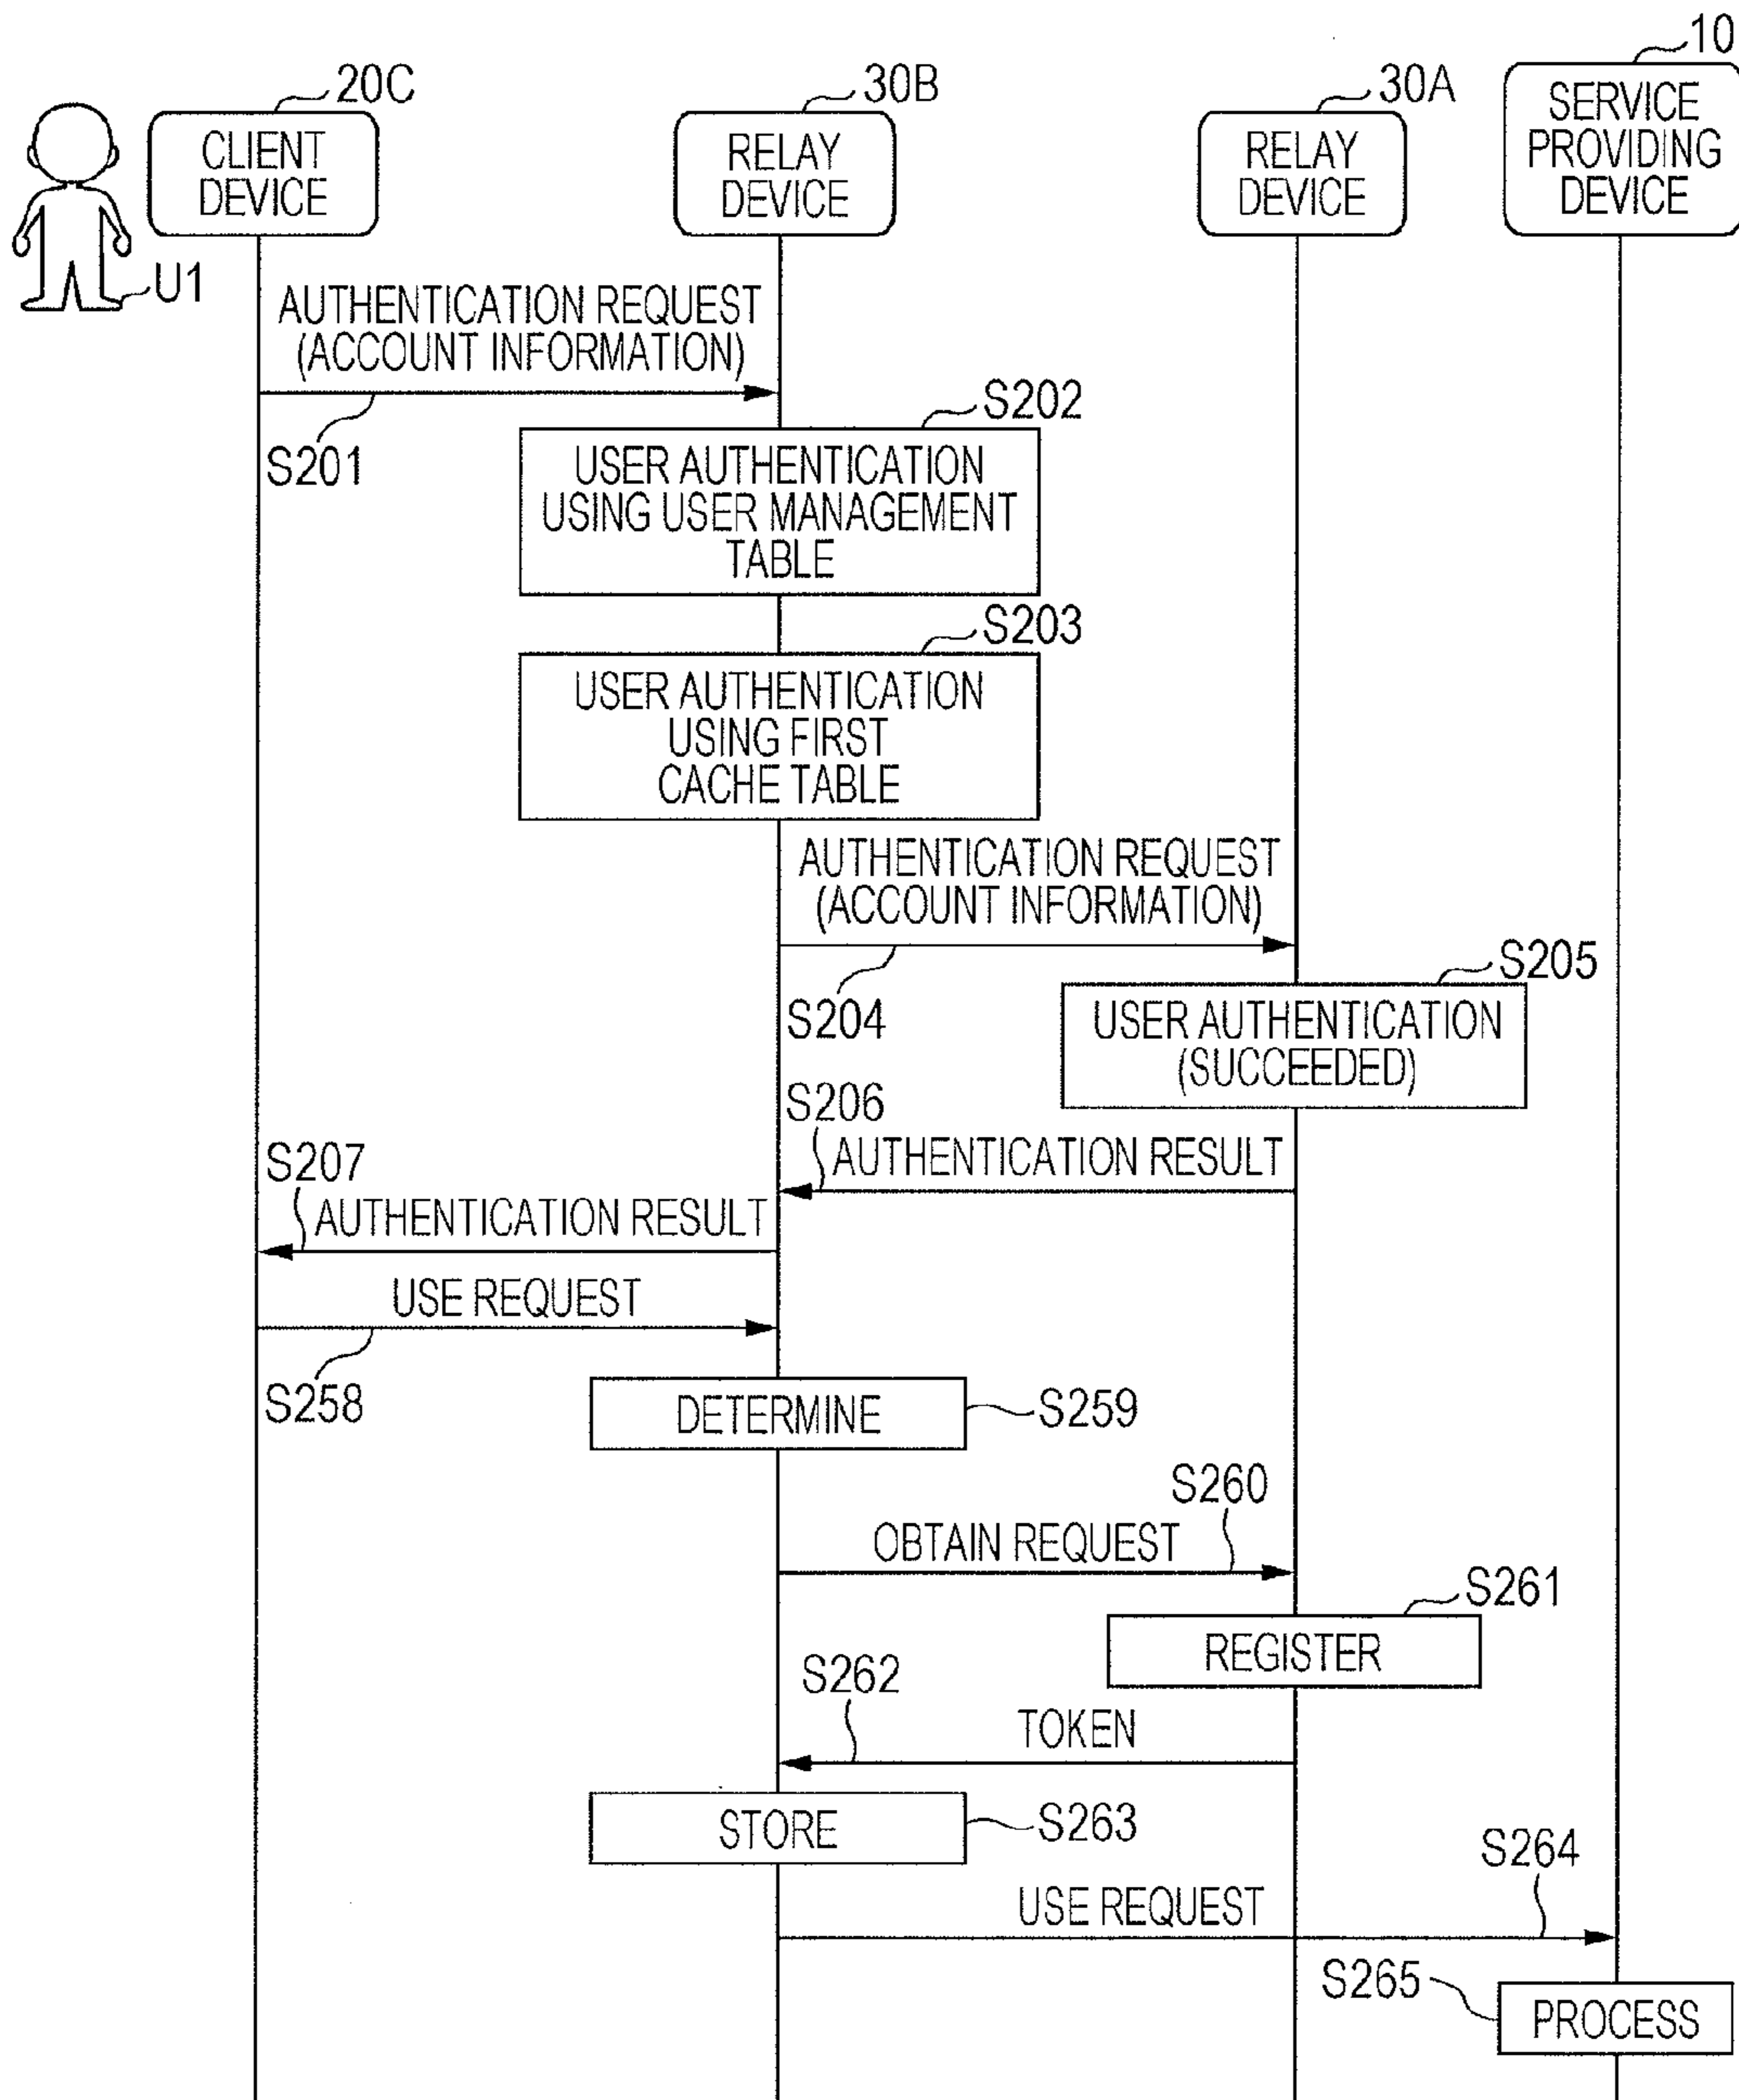 10
20C
30B
30A
CLIENT
DEVICE
RELAY
DEVICE
RELAY
DEVICE
SERVICE
PROVIDING
DEVICE
U1
AUTHENTICATION REQUEST
(ACCOUNT INFORMATION)
S201
S202
USER AUTHENTICATION
USING USER MANAGEMENT
TABLE
S203
USER AUTHENTICATION
USING FIRST
CACHE TABLE
AUTHENTICATION REQUEST
(ACCOUNT INFORMATION)
S204
S205
USER AUTHENTICATION
(SUCCEEDED)
S206
AUTHENTICATION RESULT
S207
AUTHENTICATION RESULT
USE REQUEST
S258
DETERMINE
S259
S260
OBTAIN REQUEST
S261
REGISTER
S262
TOKEN
STORE
S263
S264
USE REQUEST
S265
PROCESS